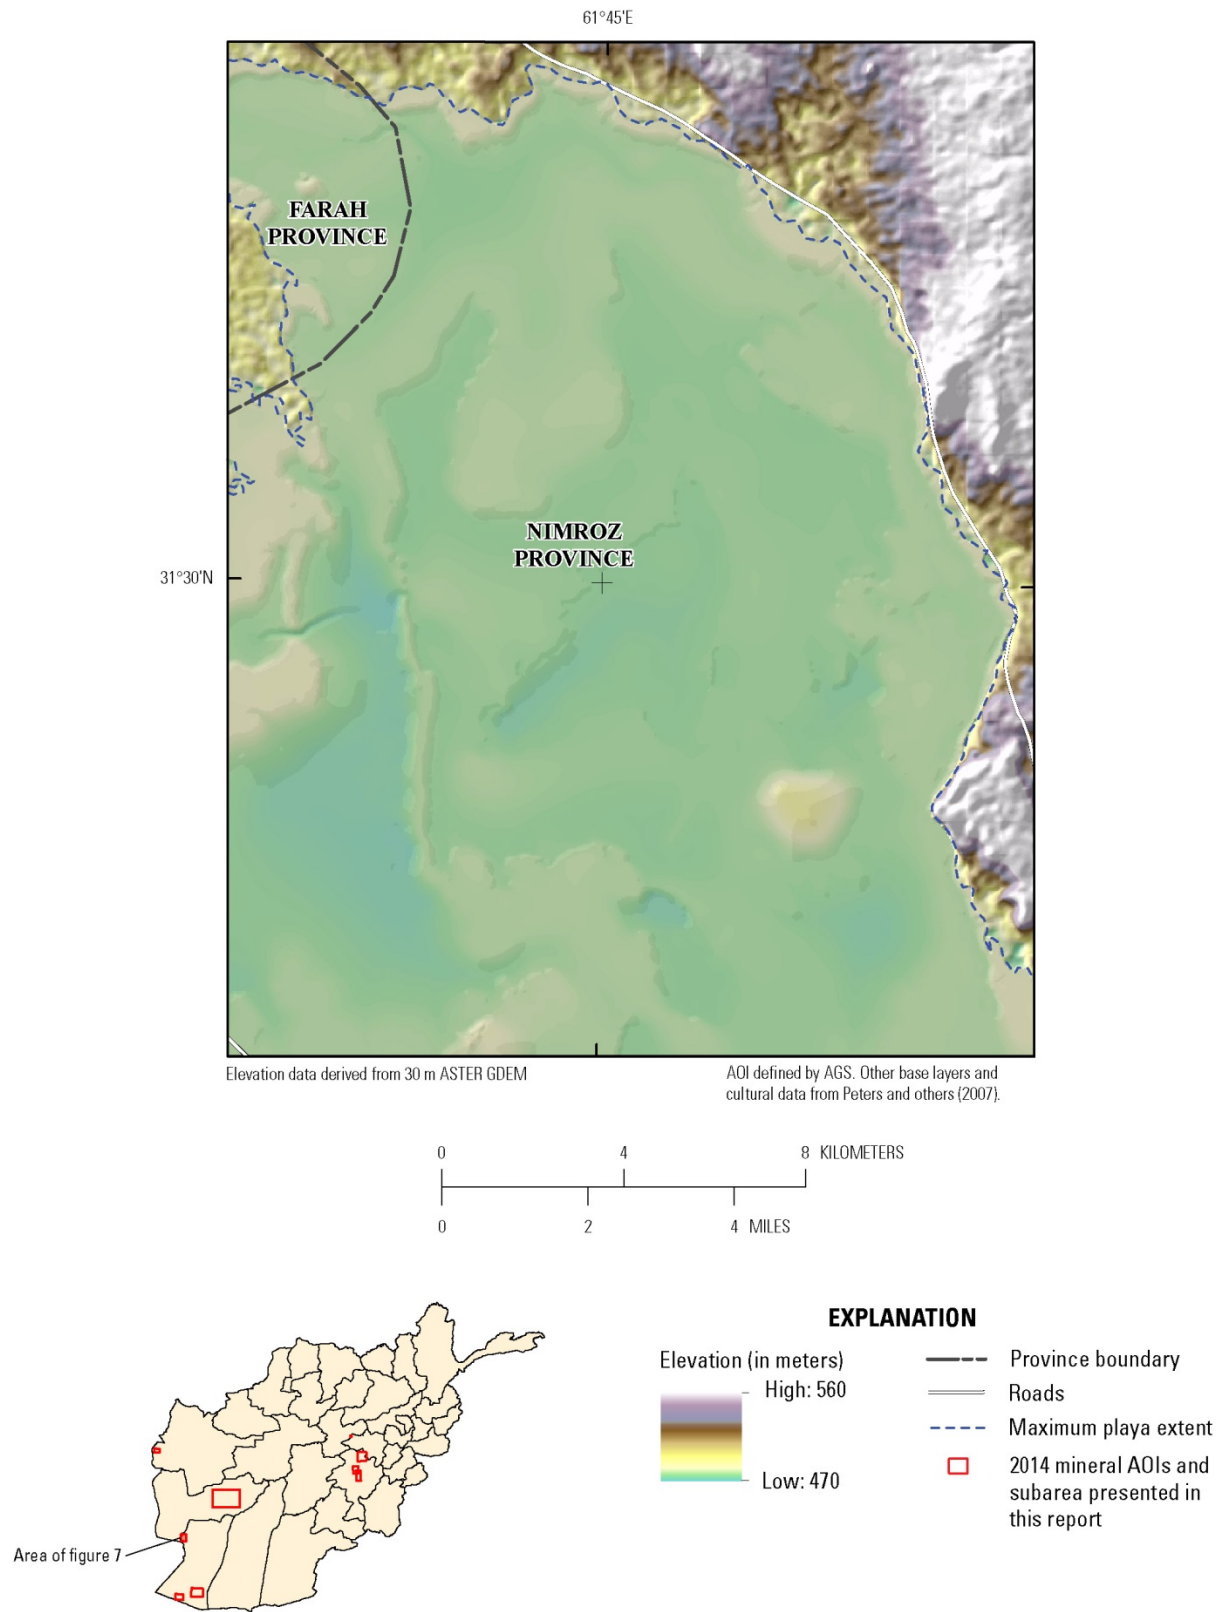 61°45'E
FARAH
PROVINCE
NIMROZ
PROVINCE
31°30'N
Elevation data derived from 30 m ASTER GDEM
AOI defined by AGS. Other base layers and
cultural data from Peters and others (2007).
0 4 8 KILOMETERS
0 2 4 MILES
Area of figure 7
EXPLANATION
Elevation (in meters)
High: 560
Low: 470
Province boundary
Roads
Maximum playa extent
2014 mineral AOIs and
subarea presented in
this report